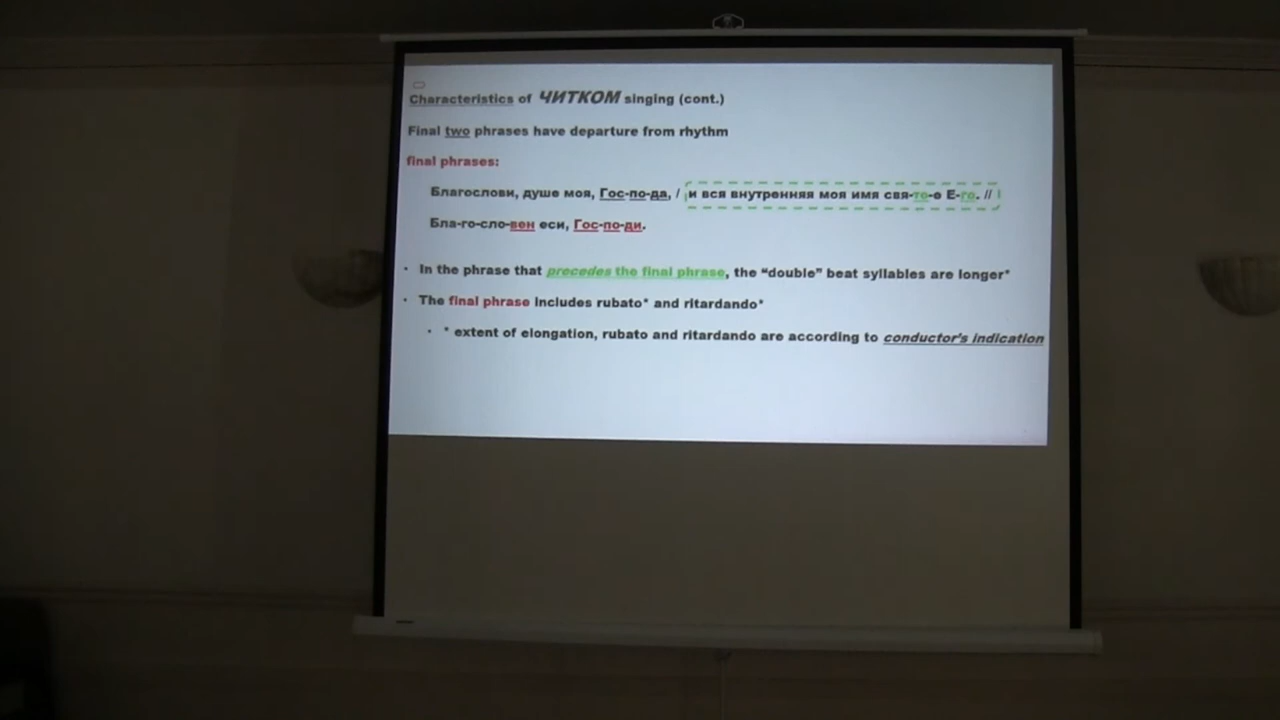 Characteristics of ЧИТКОМ singing (cont.)
Final two phrases have departure from rhythm
final phrases:
Благослови, душе моя, Гос-по-да, / и вся внутренняя моя имя свя-то-е Е-го. //
Бла-го-сло-вен еси, Гос-по-ди.
• In the phrase that precedes the final phrase, the “double” beat syllables are longer*
• The final phrase includes rubato* and ritardando*
• * extent of elongation, rubato and ritardando are according to conductor's indication